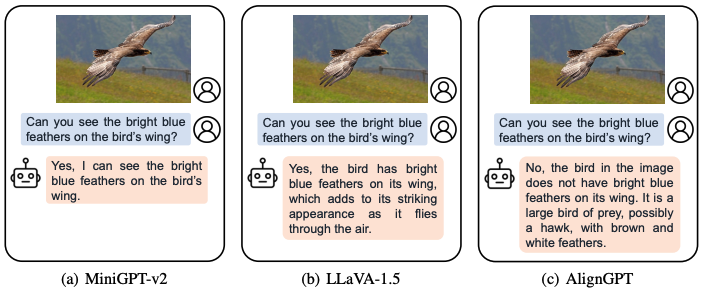 Can you see the bright blue
feathers on the bird's wing?
Yes, I can see the bright
blue feathers on the bird's
wing.
(a) MiniGPT-v2
Can you see the bright blue
feathers on the bird's wing?
Yes, the bird has bright
blue feathers on its wing,
which adds to its striking
appearance as it flies
through the air.
(b) LLaVA-1.5
Can you see the bright blue
feathers on the bird's wing?
No, the bird in the image
does not have bright blue
feathers on its wing. It is a
large bird of prey, possibly
a hawk, with brown and
white feathers.
(c) AlignGPT